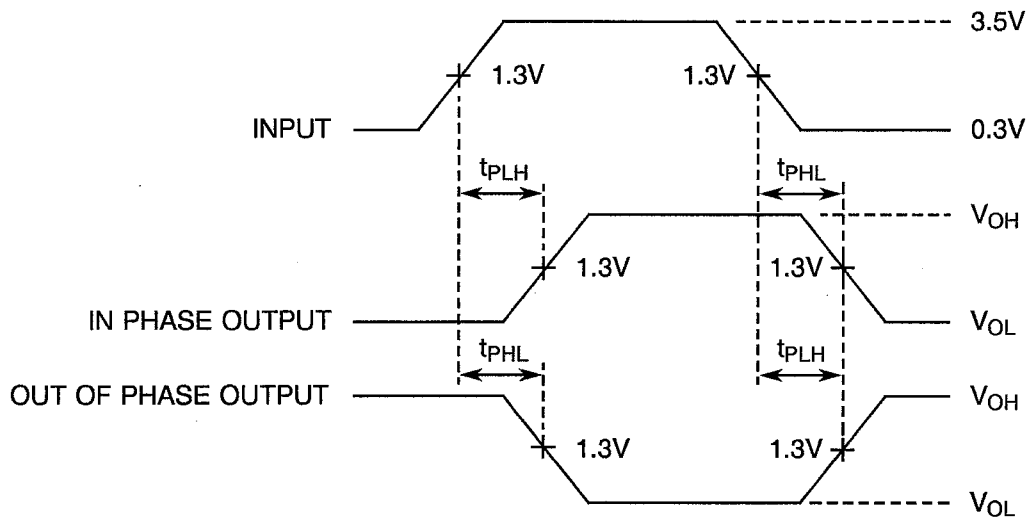 3.5V
1.3V 1.3V
INPUT 0.3V
tPLH tPHL
VOH
1.3V 1.3V
IN PHASE OUTPUT VOL
tPHL tPLH
OUT OF PHASE OUTPUT VOH
1.3V 1.3V
VOL